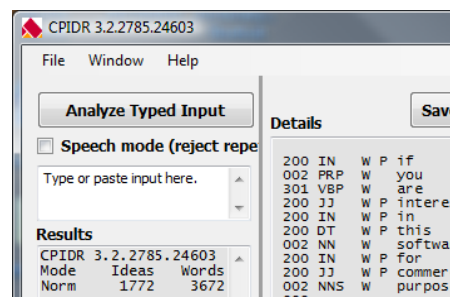 CPIDR 3.2.2785.24603
File Window Help
Analyze Typed Input
Speech mode (reject repe
Type or paste input here.
Results
CPIDR 3.2.2785.24603
Mode Ideas Words
Norm 1772 3672
Details
Sav
200 IN W P if
002 PRP W you
301 VBP W are
200 JJ W P intere
200 IN W P in
200 DT W P this
002 NN W softwa
200 IN W P for
200 JJ W P commer
002 NNS W purpos